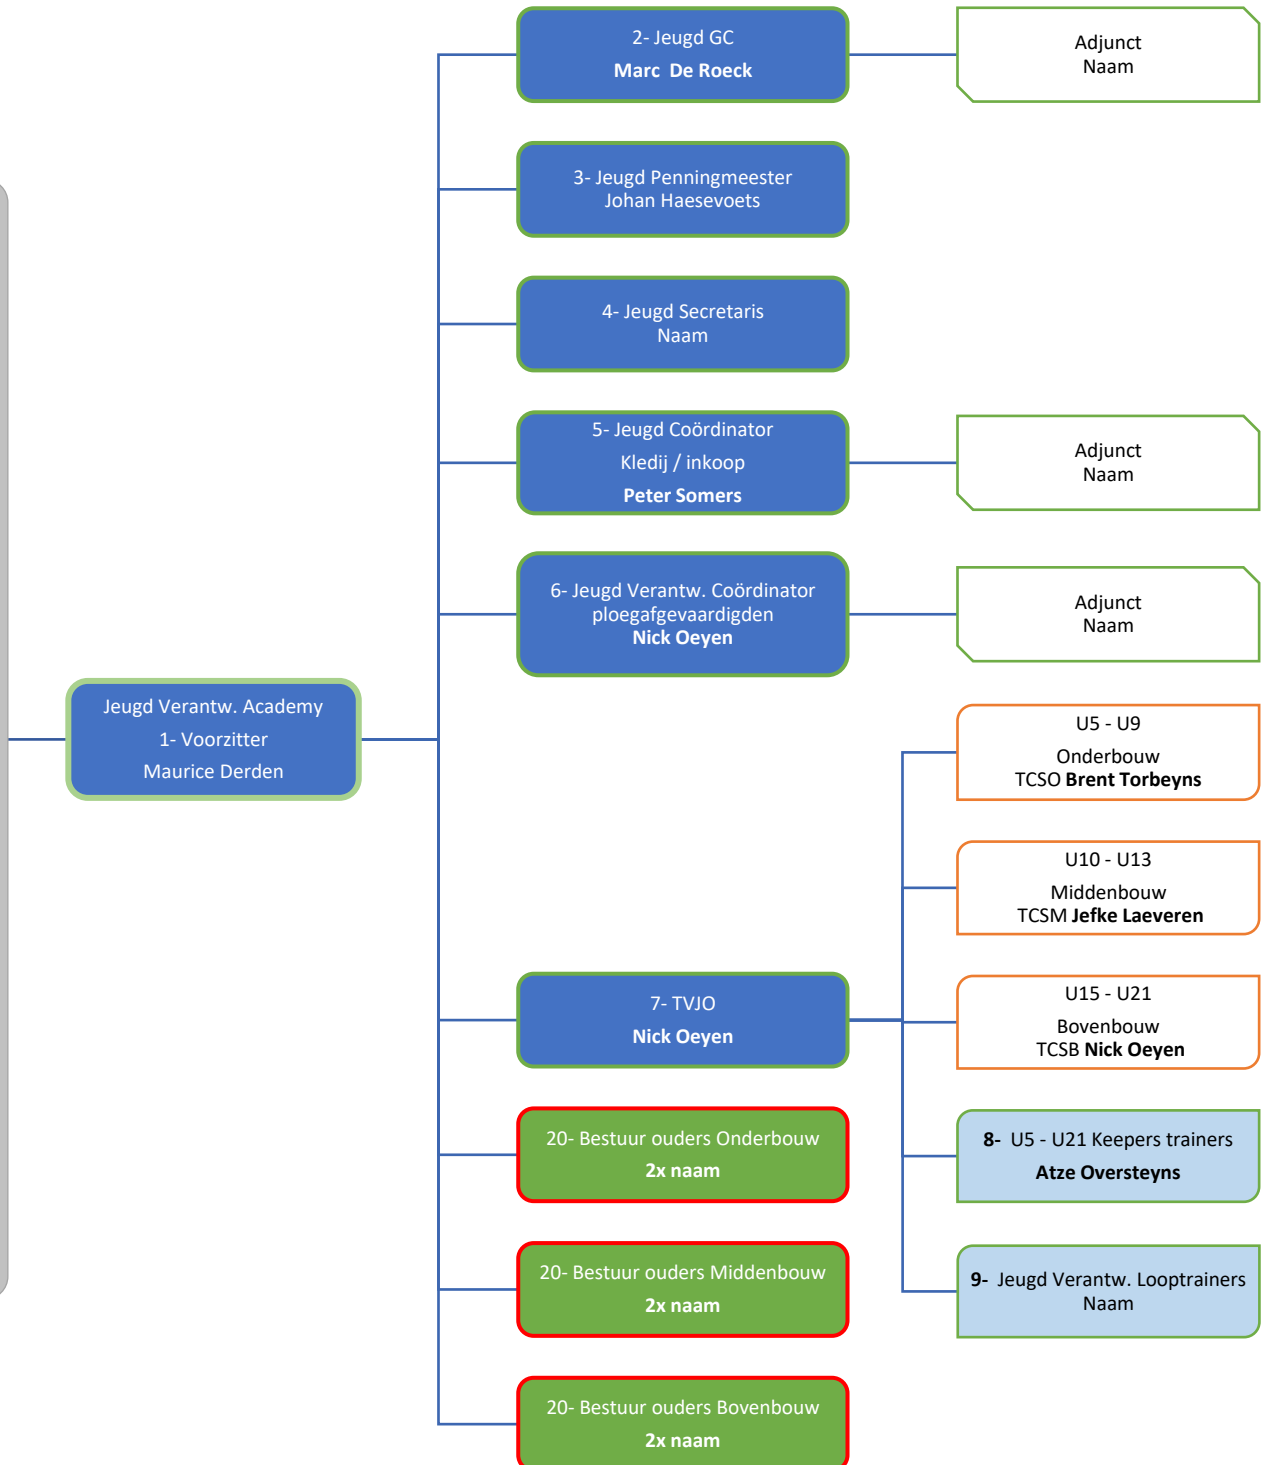 2- Jeugd GC
Marc De Roeck
Adjunct
Naam
3- Jeugd Penningmeester
Johan Haesevoets
4- Jeugd Secretaris
Naam
5- Jeugd Coördinator
Kledij / inkoop
Peter Somers
Adjunct
Naam
6- Jeugd Verantw. Coördinator
ploegafgevaardigden
Nick Oeyen
Adjunct
Naam
Jeugd Verantw. Academy
1- Voorzitter
Maurice Derden
U5 - U9
Onderbouw
TCSO Brent Torbeyns
U10 - U13
Middenbouw
TCSM Jefke Laeveren
7- TVJO
Nick Oeyen
U15 - U21
Bovenbouw
TCSB Nick Oeyen
20- Bestuur ouders Onderbouw
2x naam
8- U5 - U21 Keepers trainers
Atze Oversteyns
20- Bestuur ouders Middenbouw
2x naam
9- Jeugd Verantw. Looptrainers
Naam
20- Bestuur ouders Bovenbouw
2x naam